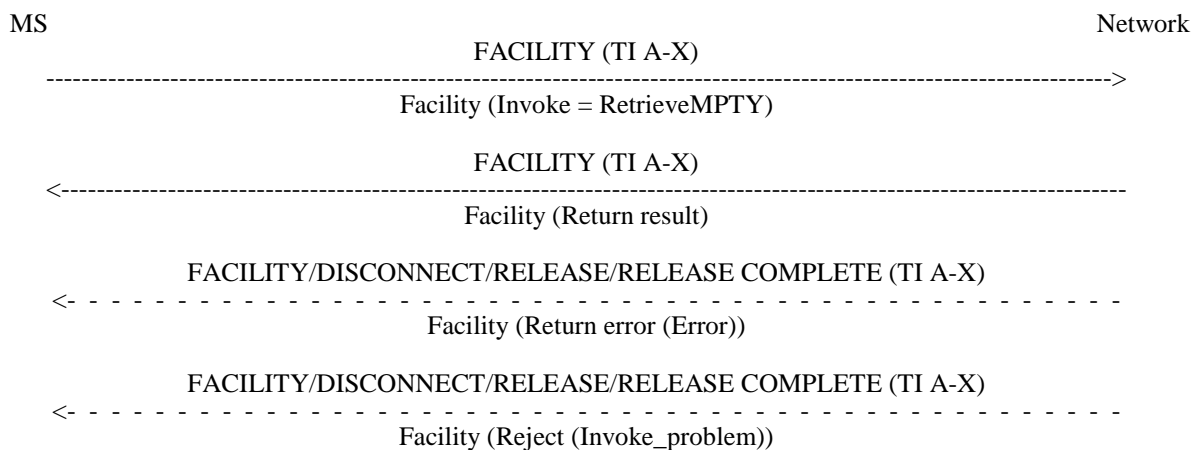 MS Network
FACILITY (TI A-X)
Facility (Invoke = RetrieveMPTY)
FACILITY (TI A-X)
Facility (Return result)
FACILITY/DISCONNECT/RELEASE/RELEASE COMPLETE (TI A-X)
Facility (Return error (Error))
FACILITY/DISCONNECT/RELEASE/RELEASE COMPLETE (TI A-X)
Facility (Reject (Invoke_problem))